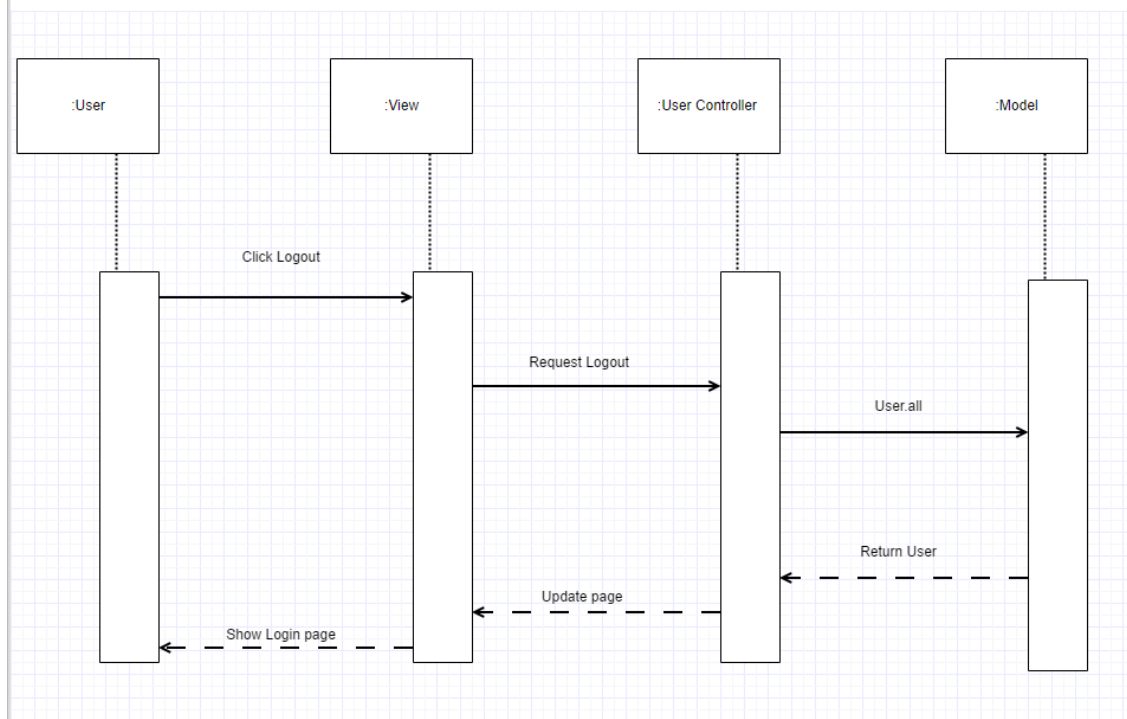 :User
:View
:User Controller
:Model
Click Logout
Request Logout
User.all
Return User
Update page
Show Login page